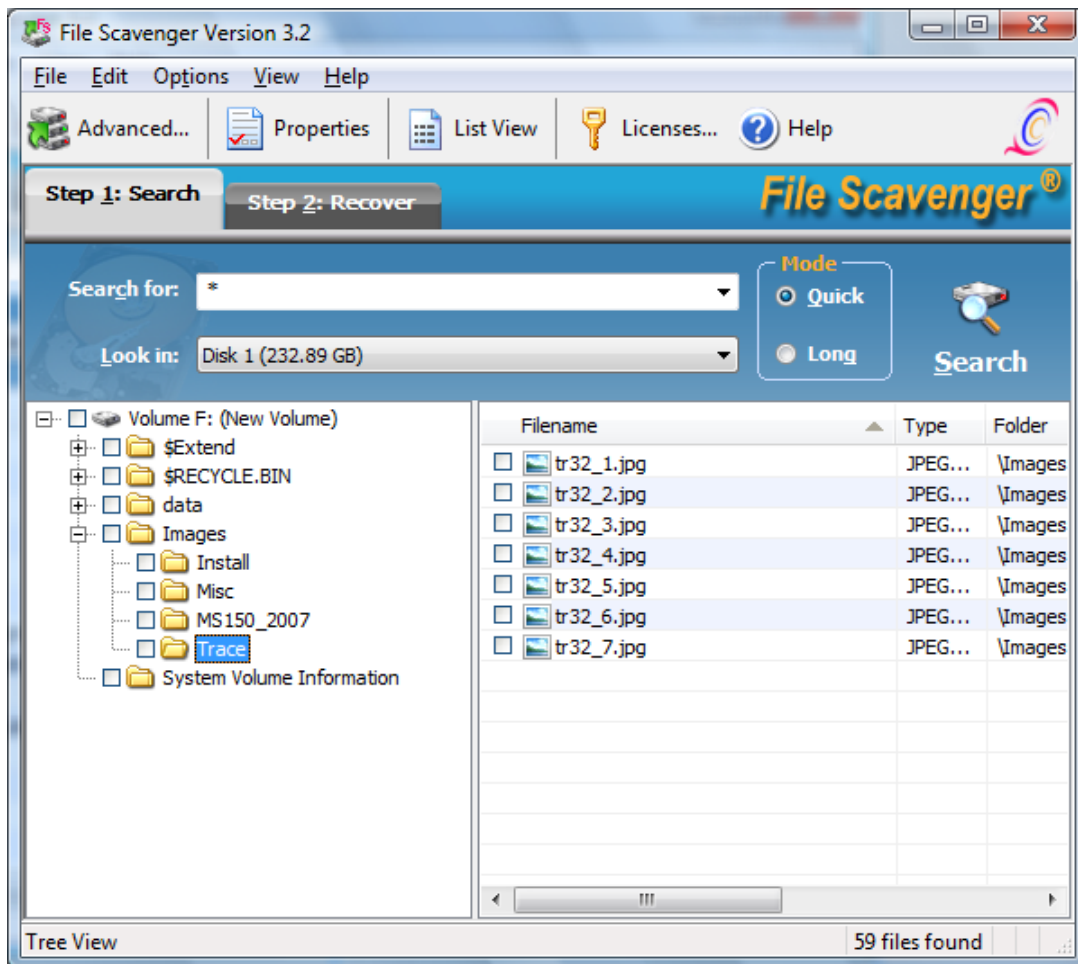 File Scavenger Version 3.2
File Edit Options View Help
Advanced... Properties List View Licenses... Help
Step 1: Search Step 2: Recover File Scavenger®
Search for: *
Look in: Disk 1 (232.89 GB)
Mode
Quick
Long
Search
Volume F: (New Volume)
$Extend
$RECYCLE.BIN
data
Images
Install
Misc
MS150_2007
Trace
System Volume Information
Filename Type Folder
tr32_1.jpg JPEG... \Images
tr32_2.jpg JPEG... \Images
tr32_3.jpg JPEG... \Images
tr32_4.jpg JPEG... \Images
tr32_5.jpg JPEG... \Images
tr32_6.jpg JPEG... \Images
tr32_7.jpg JPEG... \Images
Tree View 59 files found